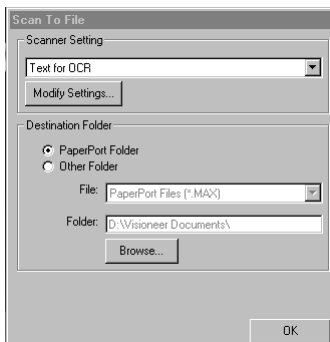 Scan To File
Scanner Setting
Text for OCR
Modify Settings...
Destination Folder
PaperPort Folder
Other Folder
File: PaperPort Files (*.MAX)
Folder: D:\Visioneer Documents\
Browse...
OK